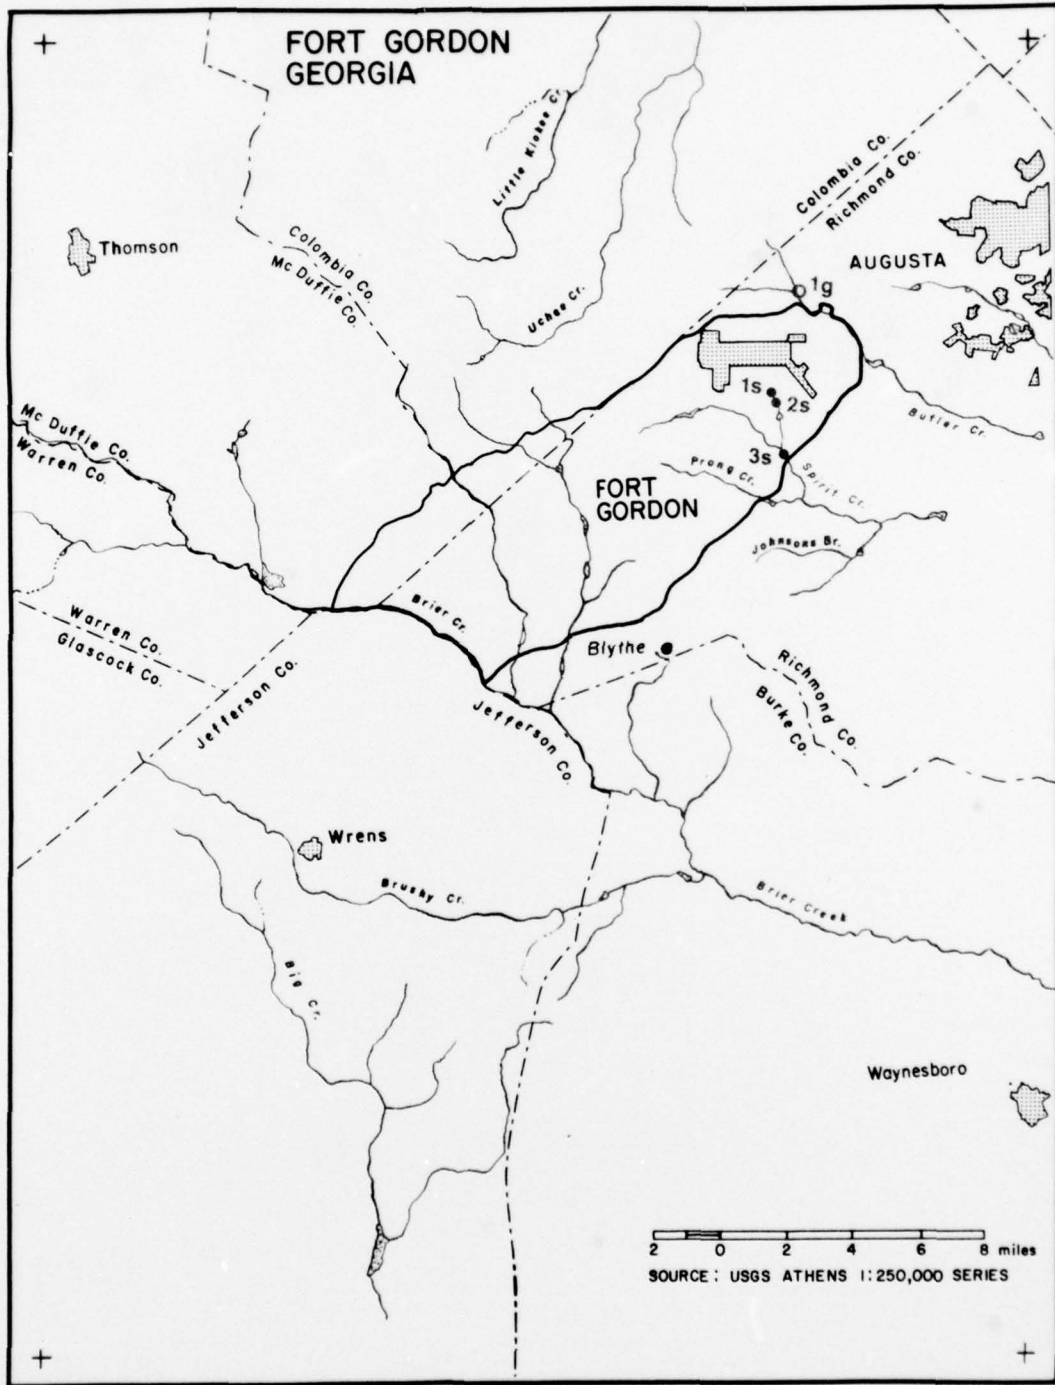 FORT GORDON
GEORGIA
Little Kiokee Cr.
Colombia Co.
Richmond Co.
Thomson
Colombia Co.
Mc Duffie Co.
Uchee Cr.
AUGUSTA
1g
1s
2s
Butler Cr.
Mc Duffie Co.
Warren Co.
3s
Prong Cr.
Spirit Cr.
FORT
GORDON
Johnsons Br.
Brier Cr.
Warren Co.
Glascock Co.
Blythe
Jefferson Co.
Richmond Co.
Burke Co.
Jefferson Co.
Wrens
Brushy Cr.
Brier Creek
Big Cr.
Waynesboro
2 0 2 4 6 8 miles
SOURCE: USGS ATHENS 1:250,000 SERIES